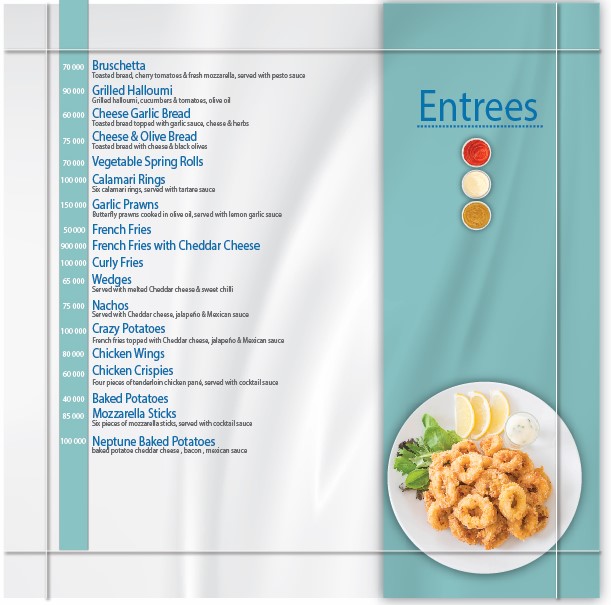 Entrees
70 000 Bruschetta
Toasted bread, cherry tomatoes & fresh mozzarella, served with pesto sauce
90 000 Grilled Halloumi
Grilled halloumi, cucumbers & tomatoes, olive oil
60 000 Cheese Garlic Bread
Toasted bread topped with garlic sauce, cheese & herbs
75 000 Cheese & Olive Bread
Toasted bread with cheese & black olives
70 000 Vegetable Spring Rolls
100 000 Calamari Rings
Six calamari rings, served with tartare sauce
150 000 Garlic Prawns
Butterfly prawns cooked in olive oil, served with lemon garlic sauce
50 000 French Fries
900 000 French Fries with Cheddar Cheese
100 000 Curly Fries
65 000 Wedges
Served with melted Cheddar cheese & sweet chilli
75 000 Nachos
Served with Cheddar cheese, jalapeño & Mexican sauce
100 000 Crazy Potatoes
French fries topped with Cheddar cheese, jalapeño & Mexican sauce
80 000 Chicken Wings
60 000 Chicken Crispies
Four pieces of tenderloin chicken pané, served with cocktail sauce
40 000 Baked Potatoes
85 000 Mozzarella Sticks
Six pieces of mozzarella sticks, served with cocktail sauce
100 000 Neptune Baked Potatoes
baked potatoe cheddar cheese , bacon , mexican sauce